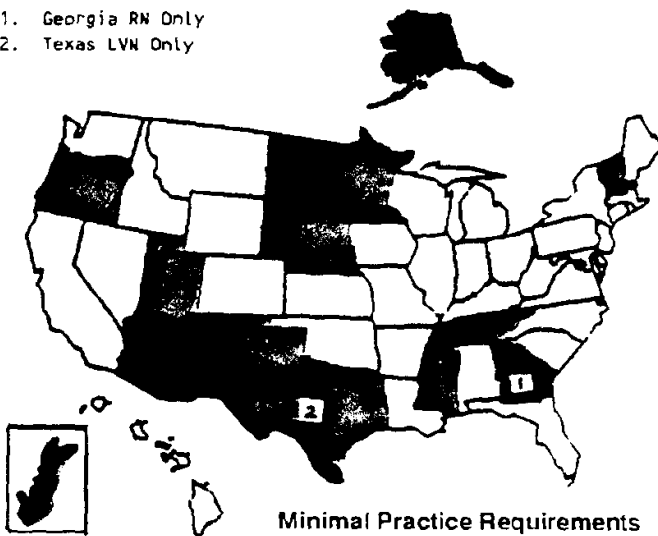 1. Georgia RN Only
2. Texas LVN Only
1
2
Minimal Practice Requirements